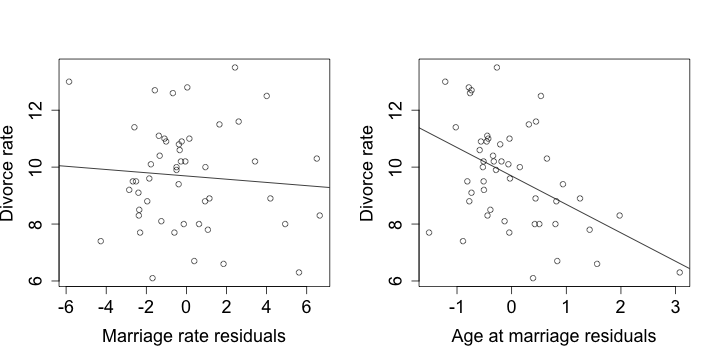 Divorce rate
12
10
8
6
-6 -4 -2 0 2 4 6
Marriage rate residuals
Divorce rate
12
10
8
6
-1 0 1 2 3
Age at marriage residuals